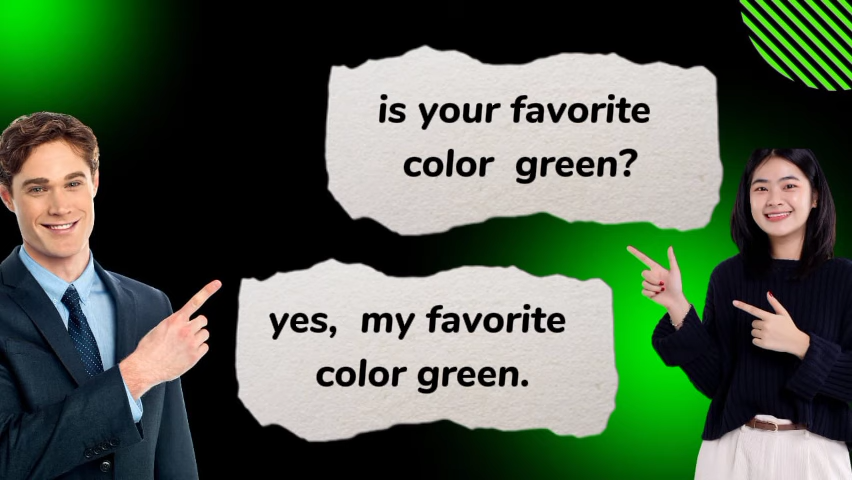 is your favorite
color green?
yes, my favorite
color green.